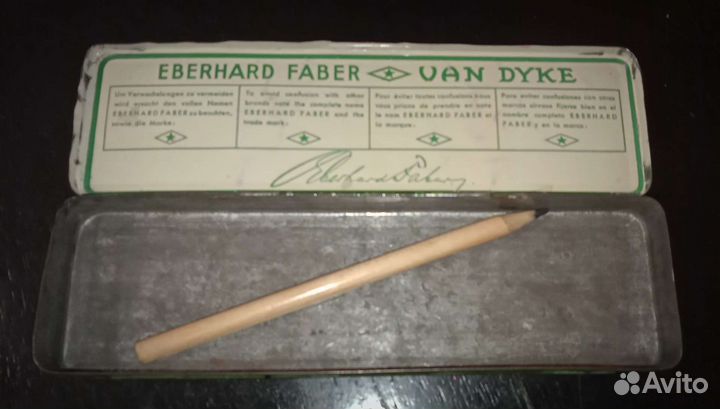 EBERHARD FABER VAN DYKE
Um Verwechslungen zu vermeiden
wird ersucht den vollen Namen
EBERHARD FABER zu beachten,
sowie die Marke:
To avoid confusion with other
brands note the complete name
EBERHARD FABER and the
trade mark:
Pour éviter toutes confusions nous
vous prions de prendre en note
le nom EBERHARD FABER et
la marque:
Para evitar confusiones con otras
marcas sírvase fijarse bien en el
nombre completo EBERHARD
FABER y en la marca:
Eberhard Faber
Avito